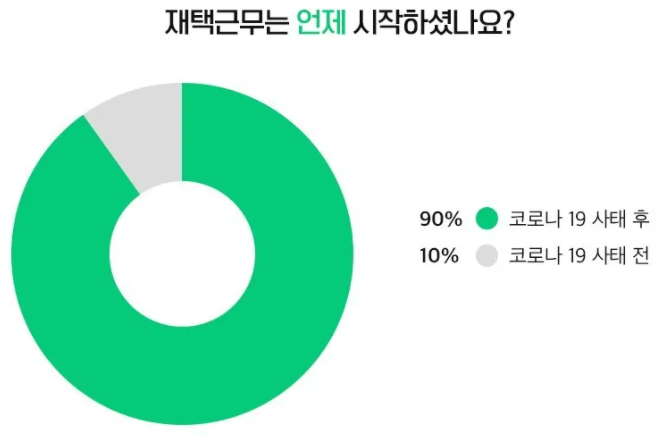 재택근무는 언제 시작하셨나요?
90% 코로나 19 사태 후
10% 코로나 19 사태 전